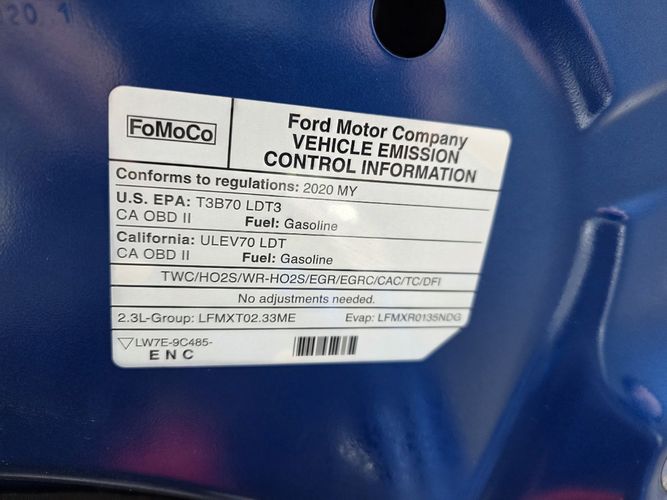 20 1
FoMoCo
Ford Motor Company
VEHICLE EMISSION
CONTROL INFORMATION
Conforms to regulations: 2020 MY
U.S. EPA: T3B70 LDT3
CA OBD II Fuel: Gasoline
California: ULEV70 LDT
CA OBD II Fuel: Gasoline
TWC/HO2S/WR-HO2S/EGR/EGRC/CAC/TC/DFI
No adjustments needed.
2.3L-Group: LFMXT02.33ME Evap: LFMXR0135NDG
LW7E-9C485-
E N C